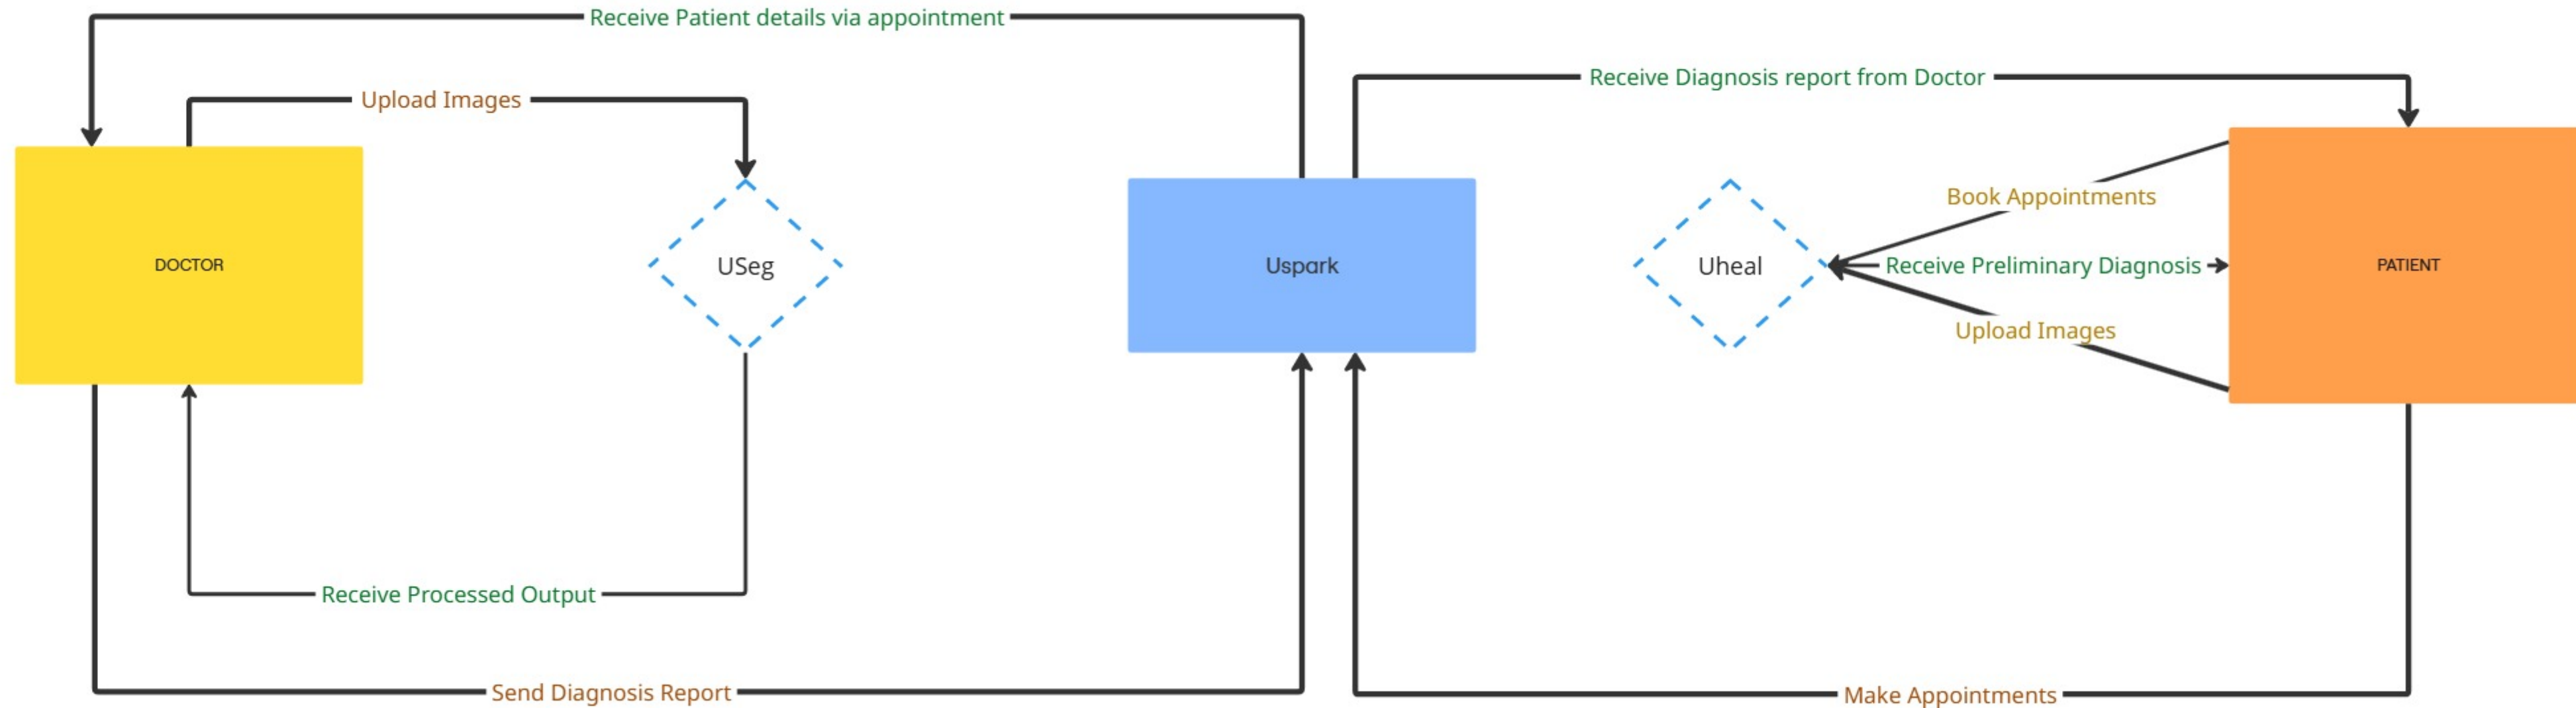 Receive Patient details via appointment
Receive Diagnosis report from Doctor
Upload Images
Book Appointments
DOCTOR
USeg
Uspark
Uheal
Receive Preliminary Diagnosis
PATIENT
Upload Images
Receive Processed Output
Send Diagnosis Report
Make Appointments